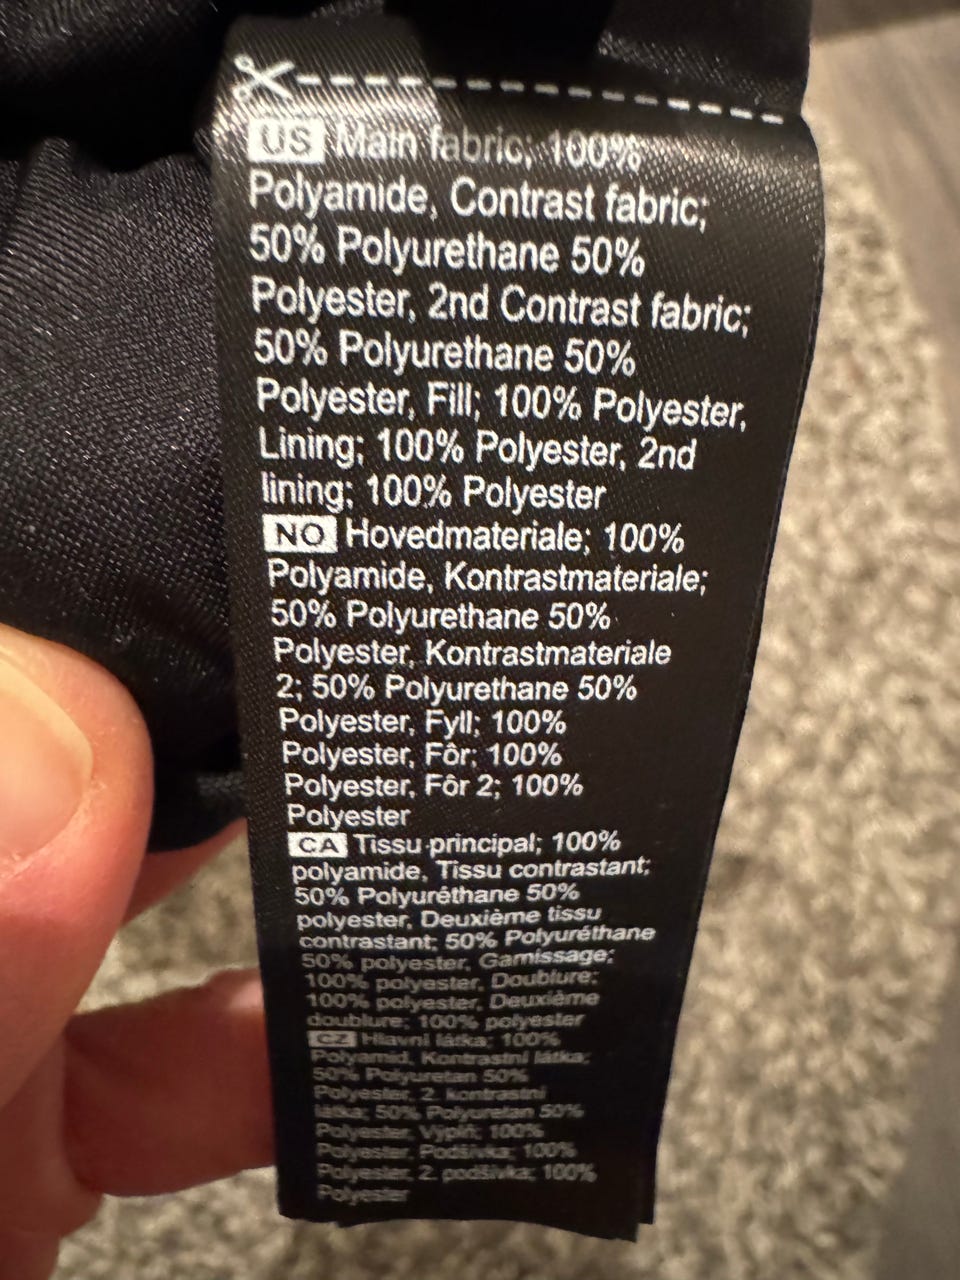 US Main fabric; 100%
Polyamide, Contrast fabric;
50% Polyurethane 50%
Polyester, 2nd Contrast fabric;
50% Polyurethane 50%
Polyester, Fill; 100% Polyester,
Lining; 100% Polyester, 2nd
lining; 100% Polyester
NO Hovedmateriale; 100%
Polyamide, Kontrastmateriale;
50% Polyurethane 50%
Polyester, Kontrastmateriale
2; 50% Polyurethane 50%
Polyester, Fyll; 100%
Polyester, Fôr; 100%
Polyester, Fôr 2; 100%
Polyester
CA Tissu principal; 100%
polyamide, Tissu contrastant;
50% Polyuréthane 50%
polyester, Deuxième tissu
contrastant; 50% Polyuréthane
50% polyester, Garnissage;
100% polyester, Doublure;
100% polyester, Deuxième
doublure; 100% polyester
CZ Hlavní látka; 100%
Polyamid, Kontrastní látka;
50% Polyuretan 50%
Polyester, 2. kontrastní
látka; 50% Polyuretan 50%
Polyester, Výplň; 100%
Polyester, Podšívka; 100%
Polyester, 2. podšívka; 100%
Polyester